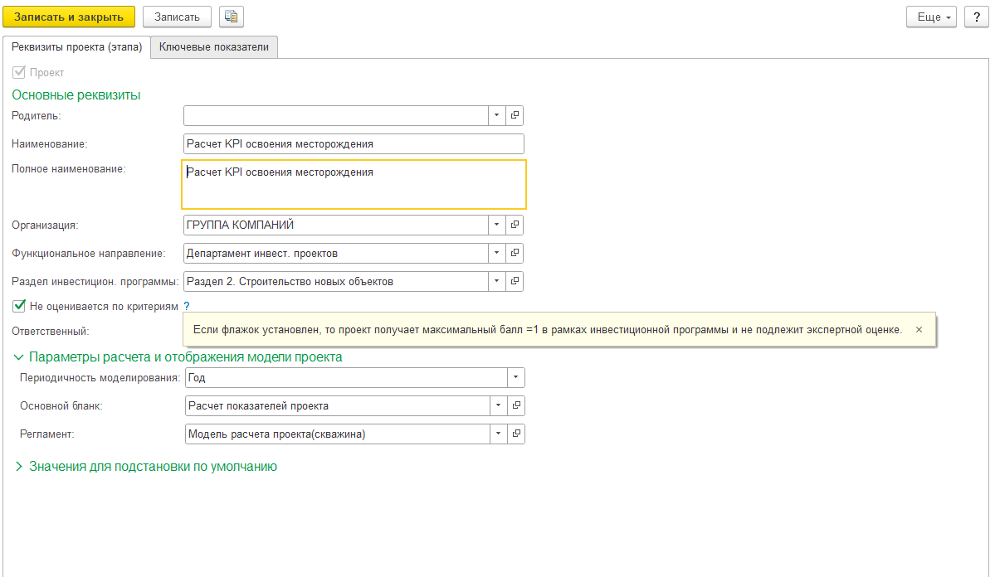 Записать и закрыть
Записать
Еще
?
Реквизиты проекта (этапа)
Ключевые показатели
Проект
Основные реквизиты
Родитель:
Наименование: Расчет KPI освоения месторождения
Полное наименование: Расчет KPI освоения месторождения
Организация: ГРУППА КОМПАНИЙ
Функциональное направление: Департамент инвест. проектов
Раздел инвестицион. программы: Раздел 2. Строительство новых объектов
Не оценивается по критериям ?
Если флажок установлен, то проект получает максимальный балл =1 в рамках инвестиционной программы и не подлежит экспертной оценке. ×
Ответственный:
Параметры расчета и отображения модели проекта
Периодичность моделирования: Год
Основной бланк: Расчет показателей проекта
Регламент: Модель расчета проекта(скважина)
Значения для подстановки по умолчанию